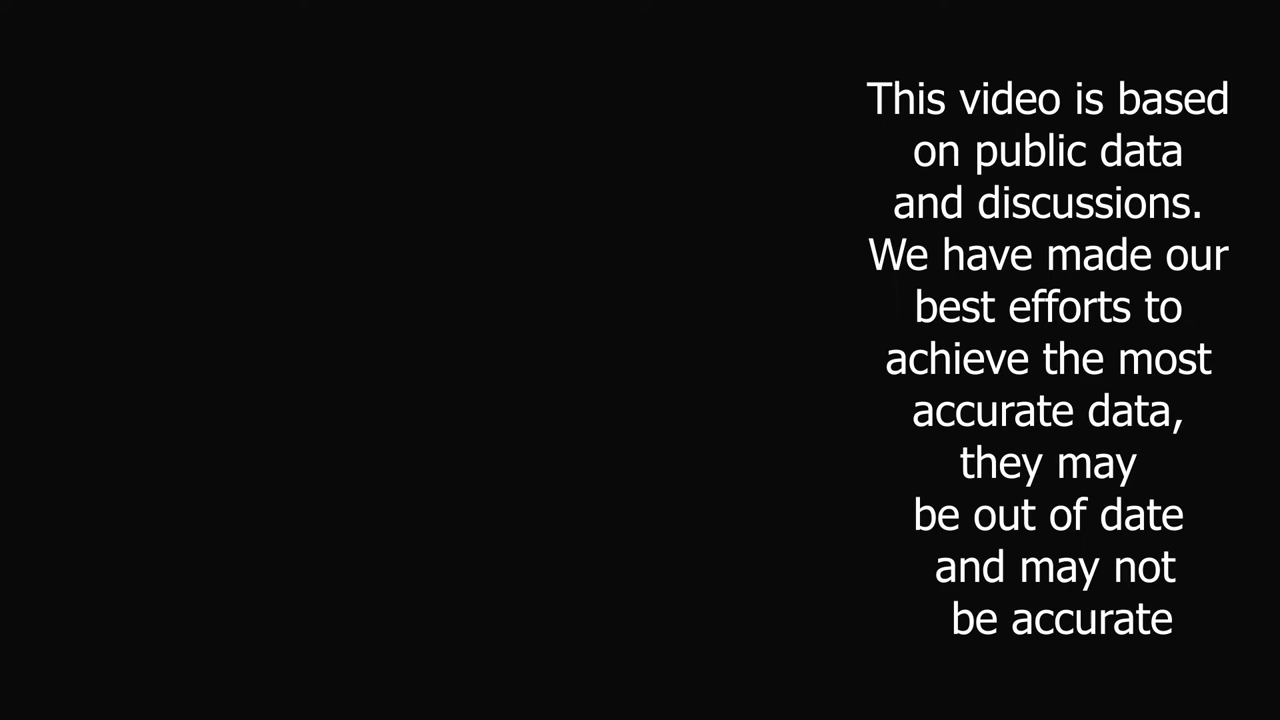 This video is based
on public data
and discussions.
We have made our
best efforts to
achieve the most
accurate data,
they may
be out of date
and may not
be accurate